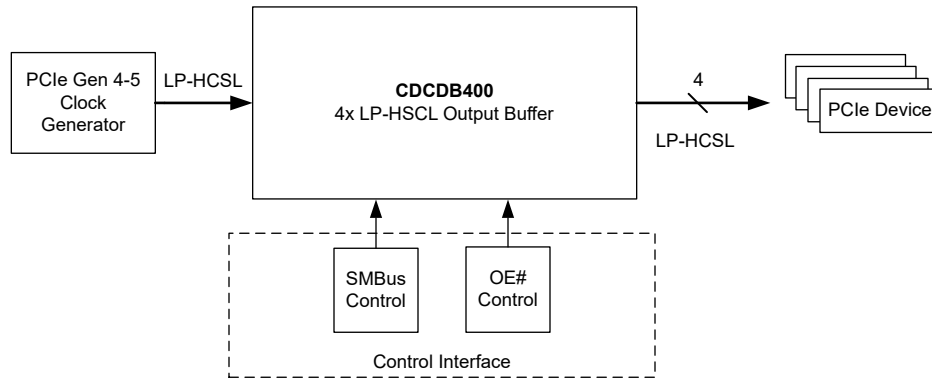 PCIe Gen 4-5
Clock
Generator
LP-HCSL
CDCDB400
4x LP-HSCL Output Buffer
4
LP-HCSL
PCIe Device
SMBus
Control
OE#
Control
Control Interface